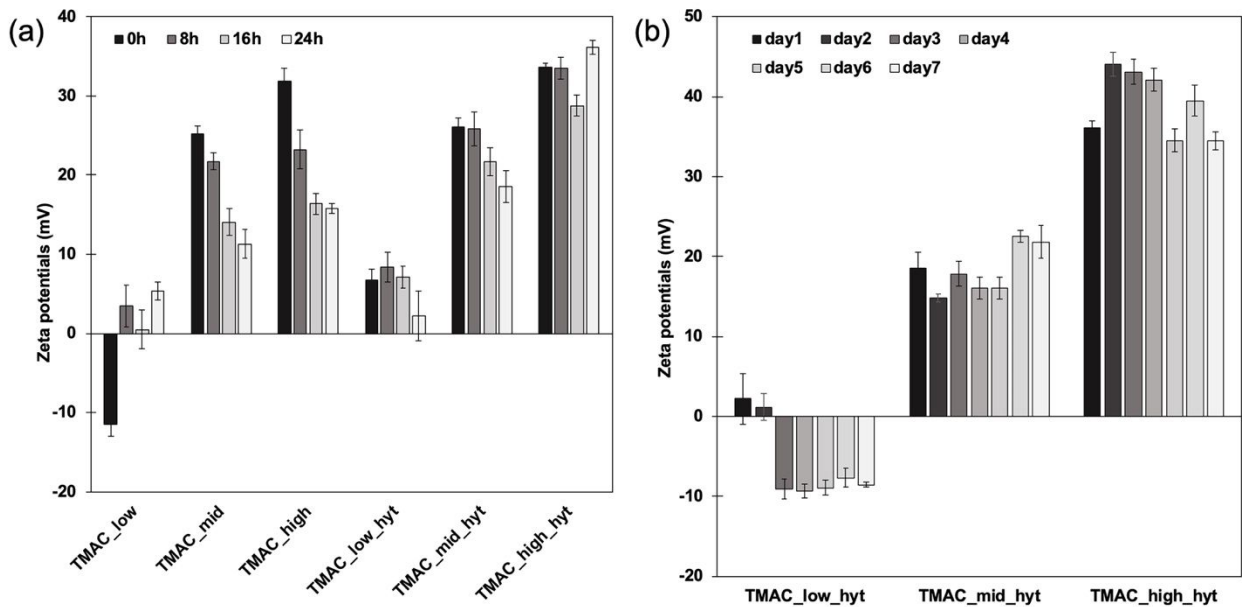 (a)
0h 8h 16h 24h
Zeta potentials (mV)
40
30
20
10
0
-10
-20
TMAC_low
TMAC_mid
TMAC_high
TMAC_low_hyt
TMAC_mid_hyt
TMAC_high_hyt
(b)
day1 day2 day3 day4
day5 day6 day7
Zeta potentials (mV)
50
40
30
20
10
0
-10
-20
TMAC_low_hyt TMAC_mid_hyt TMAC_high_hyt